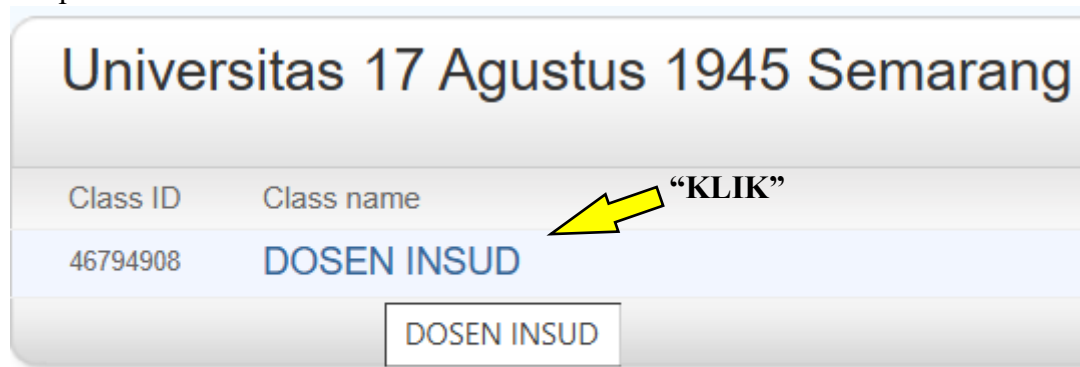 Universitas 17 Agustus 1945 Semarang
Class ID Class name “KLIK”
46794908 DOSEN INSUD
DOSEN INSUD